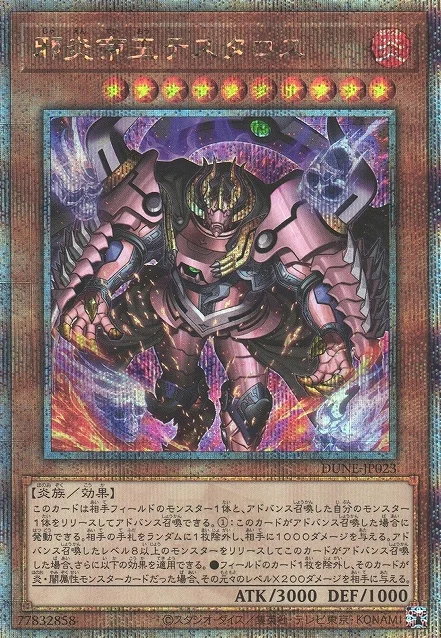 邪炎帝王テスタロス
炎
DUNE-JP023
【炎族/効果】
このカードは相手フィールドのモンスター1体と、アドバンス召喚した自分のモンスター
1体をリリースしてアドバンス召喚できる。①:このカードがアドバンス召喚した場合に
発動できる。相手の手札をランダムに1枚除外し、相手に1000ダメージを与える。アド
バンス召喚したレベル8以上のモンスターをリリースしてこのカードがアドバンス召喚した
場合、さらに以下の効果を適用できる。●フィールドのカード1枚を除外し、そのカードが
炎・闇属性モンスターカードだった場合、その元々のレベル×200ダメージを相手に与える。
ATK/3000 DEF/1000
77832858
©スタジオ・ダイス/集英社・テレビ東京・KONAMI